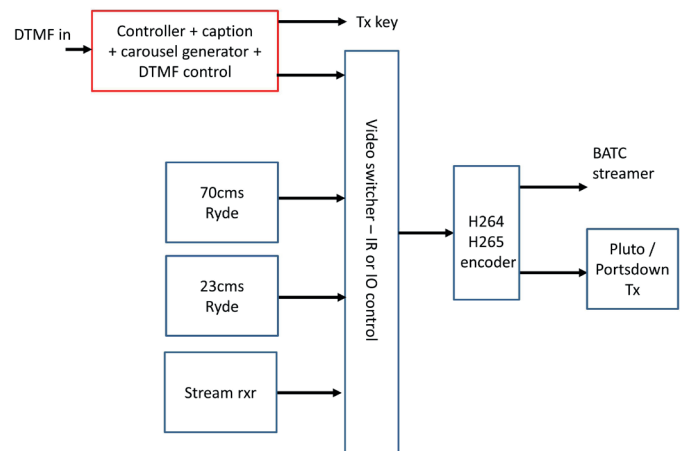 DTMF in
Controller + caption
+ carousel generator +
DTMF control
Tx key
Video switcher – IR or IO control
70cms
Ryde
23cms
Ryde
Stream rxr
H264
H265
encoder
BATC
streamer
Pluto /
Portsdown
Tx